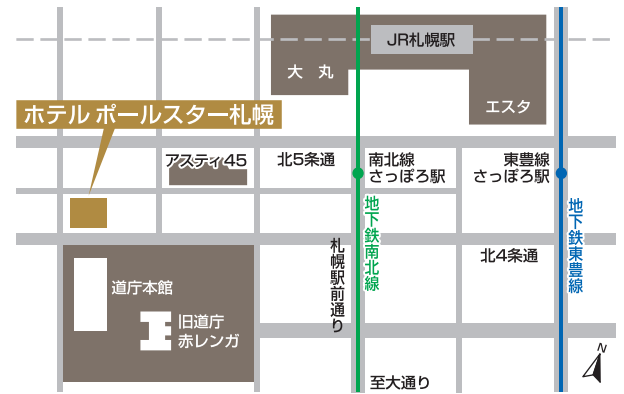 JR札幌駅
大 丸
エスタ
ホテル ポールスター札幌
アスティ45
北5条通
南北線
さっぽろ駅
東豊線
さっぽろ駅
地下鉄南北線
地下鉄東豊線
札幌駅前通り
北4条通
道庁本館
旧道庁
赤レンガ
至大通り
N